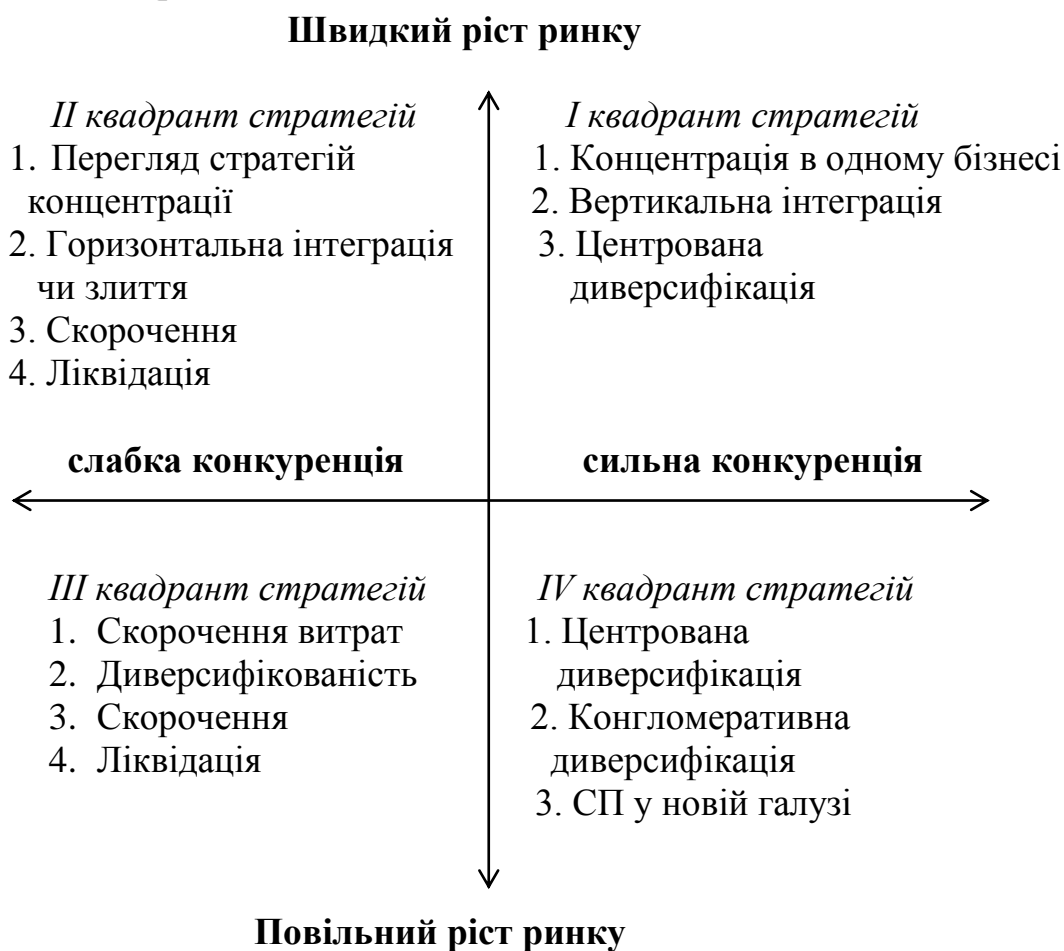 Швидкий ріст ринку
II квадрант стратегій
1. Перегляд стратегій
концентрації
2. Горизонтальна інтеграція
чи злиття
3. Скорочення
4. Ліквідація
I квадрант стратегій
1. Концентрація в одному бізнесі
2. Вертикальна інтеграція
3. Центрована
диверсифікація
слабка конкуренція
сильна конкуренція
III квадрант стратегій
1. Скорочення витрат
2. Диверсифікованість
3. Скорочення
4. Ліквідація
IV квадрант стратегій
1. Центрована
диверсифікація
2. Конгломеративна
диверсифікація
3. СП у новій галузі
Повільний ріст ринку